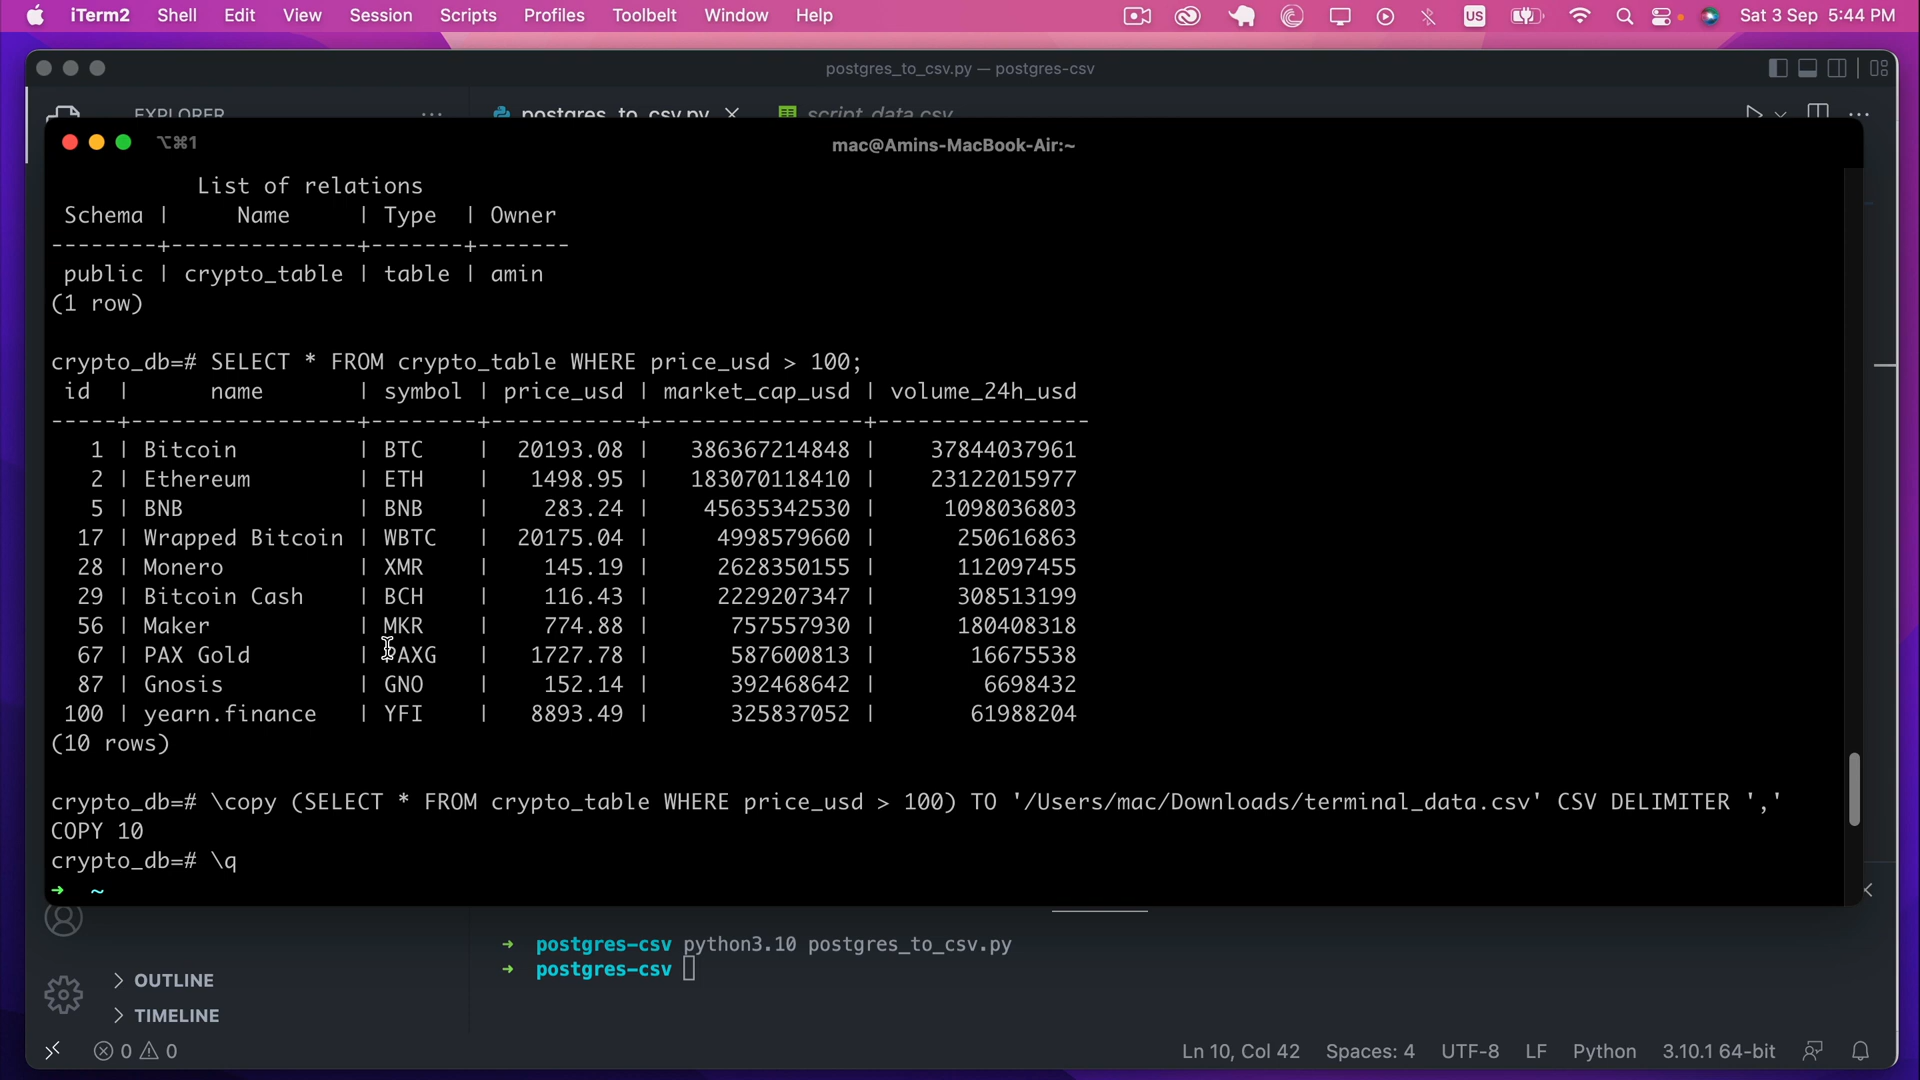 iTerm2 Shell Edit View Session Scripts Profiles Toolbelt Window Help US Sat 3 Sep 5:44 PM
postgres_to_csv.py — postgres-csv
EXPLORER ... postgres_to_csv.py script_data.csv
⌥⌘1 mac@Amins-MacBook-Air:~
List of relations
Schema | Name | Type | Owner
--------+--------------+-------+-------
public | crypto_table | table | amin
(1 row)
crypto_db=# SELECT * FROM crypto_table WHERE price_usd > 100;
id | name | symbol | price_usd | market_cap_usd | volume_24h_usd
-----+-----------------+--------+-----------+----------------+----------------
1 | Bitcoin | BTC | 20193.08 | 386367214848 | 37844037961
2 | Ethereum | ETH | 1498.95 | 183070118410 | 23122015977
5 | BNB | BNB | 283.24 | 45635342530 | 1098036803
17 | Wrapped Bitcoin | WBTC | 20175.04 | 4998579660 | 250616863
28 | Monero | XMR | 145.19 | 2628350155 | 112097455
29 | Bitcoin Cash | BCH | 116.43 | 2229207347 | 308513199
56 | Maker | MKR | 774.88 | 757557930 | 180408318
67 | PAX Gold | PAXG | 1727.78 | 587600813 | 16675538
87 | Gnosis | GNO | 152.14 | 392468642 | 6698432
100 | yearn.finance | YFI | 8893.49 | 325837052 | 61988204
(10 rows)
crypto_db=# \copy (SELECT * FROM crypto_table WHERE price_usd > 100) TO '/Users/mac/Downloads/terminal_data.csv' CSV DELIMITER ','
COPY 10
crypto_db=# \q
➜ ~
➜ postgres-csv python3.10 postgres_to_csv.py
➜ postgres-csv
OUTLINE
TIMELINE
0 0 Ln 10, Col 42 Spaces: 4 UTF-8 LF Python 3.10.1 64-bit